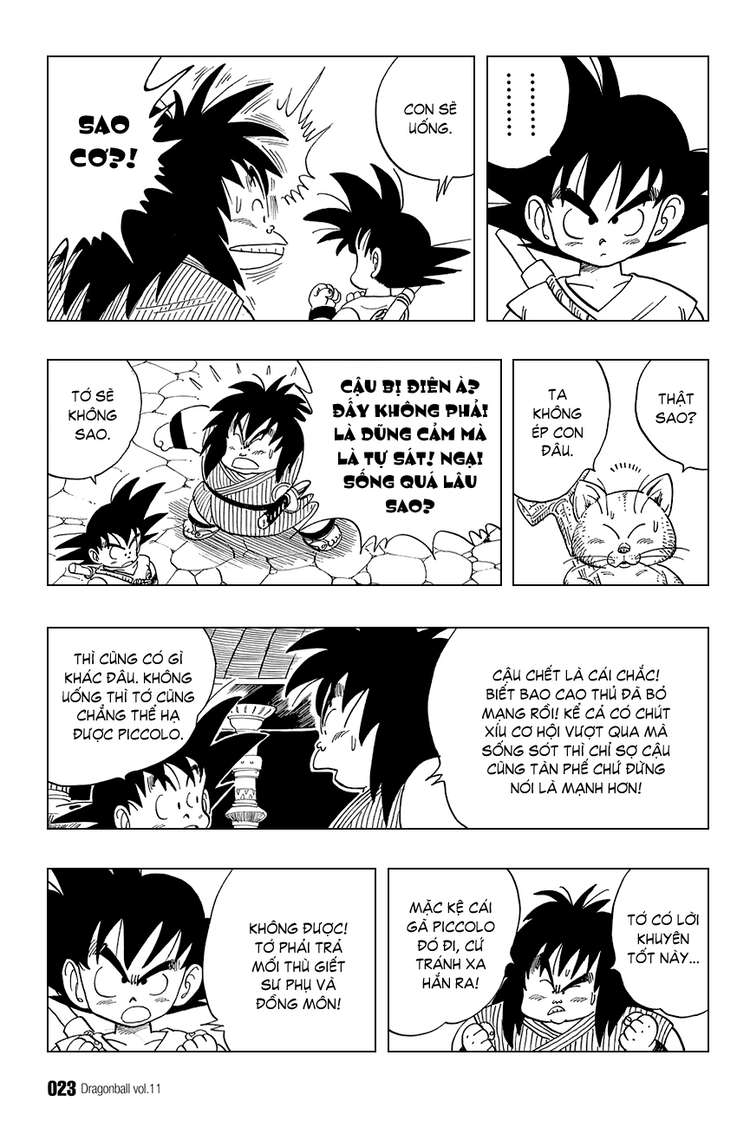 ......
......
CON SẼ
UỐNG.
SAO
CƠ?!
THẬT
SAO?
TA
KHÔNG
ÉP CON
ĐÂU.
CẬU BỊ ĐIÊN À?
ĐẤY KHÔNG PHẢI
LÀ DŨNG CẢM MÀ
LÀ TỰ SÁT! NGẠI
SỐNG QUÁ LÂU
SAO?
TỚ SẼ
KHÔNG
SAO.
CẬU CHẾT LÀ CÁI CHẮC!
BIẾT BAO CAO THỦ ĐÃ BỎ
MẠNG RỒI! KỂ CẢ CÓ CHÚT
XÍU CƠ HỘI VƯỢT QUA MÀ
SỐNG SÓT THÌ CHỈ SỢ CẬU
CŨNG TÀN PHẾ CHỨ ĐỪNG
NÓI LÀ MẠNH HƠN!
THÌ CŨNG CÓ GÌ
KHÁC ĐÂU. KHÔNG
UỐNG THÌ TỚ CŨNG
CHẲNG THỂ HẠ
ĐƯỢC PICCOLO.
TỚ CÓ LỜI
KHUYÊN
TỐT NÀY...
MẶC KỆ CÁI
GÃ PICCOLO
ĐÓ ĐI, CỨ
TRÁNH XA
HẮN RA!
KHÔNG ĐƯỢC!
TỚ PHẢI TRẢ
MỐI THÙ GIẾT
SƯ PHỤ VÀ
ĐỒNG MÔN!
023 Dragonball vol.11